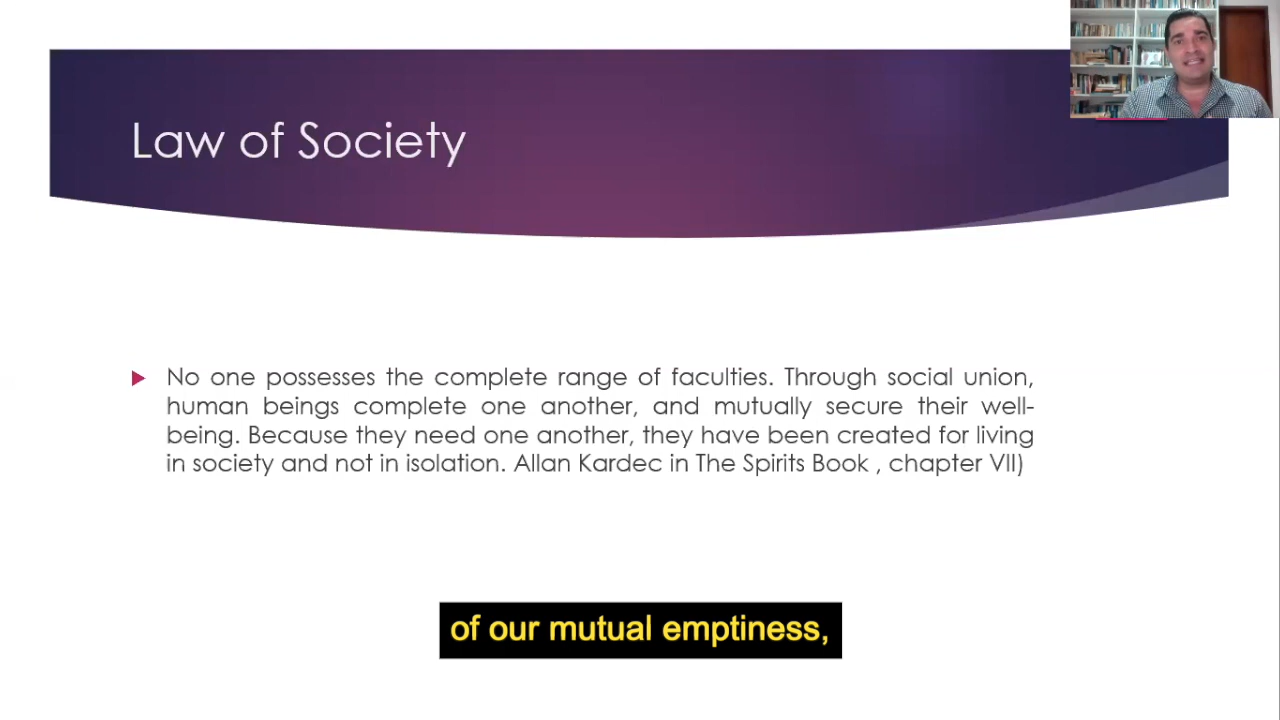 Law of Society
No one possesses the complete range of faculties. Through social union,
human beings complete one another, and mutually secure their well-
being. Because they need one another, they have been created for living
in society and not in isolation. Allan Kardec in The Spirits Book , chapter VII)
of our mutual emptiness,